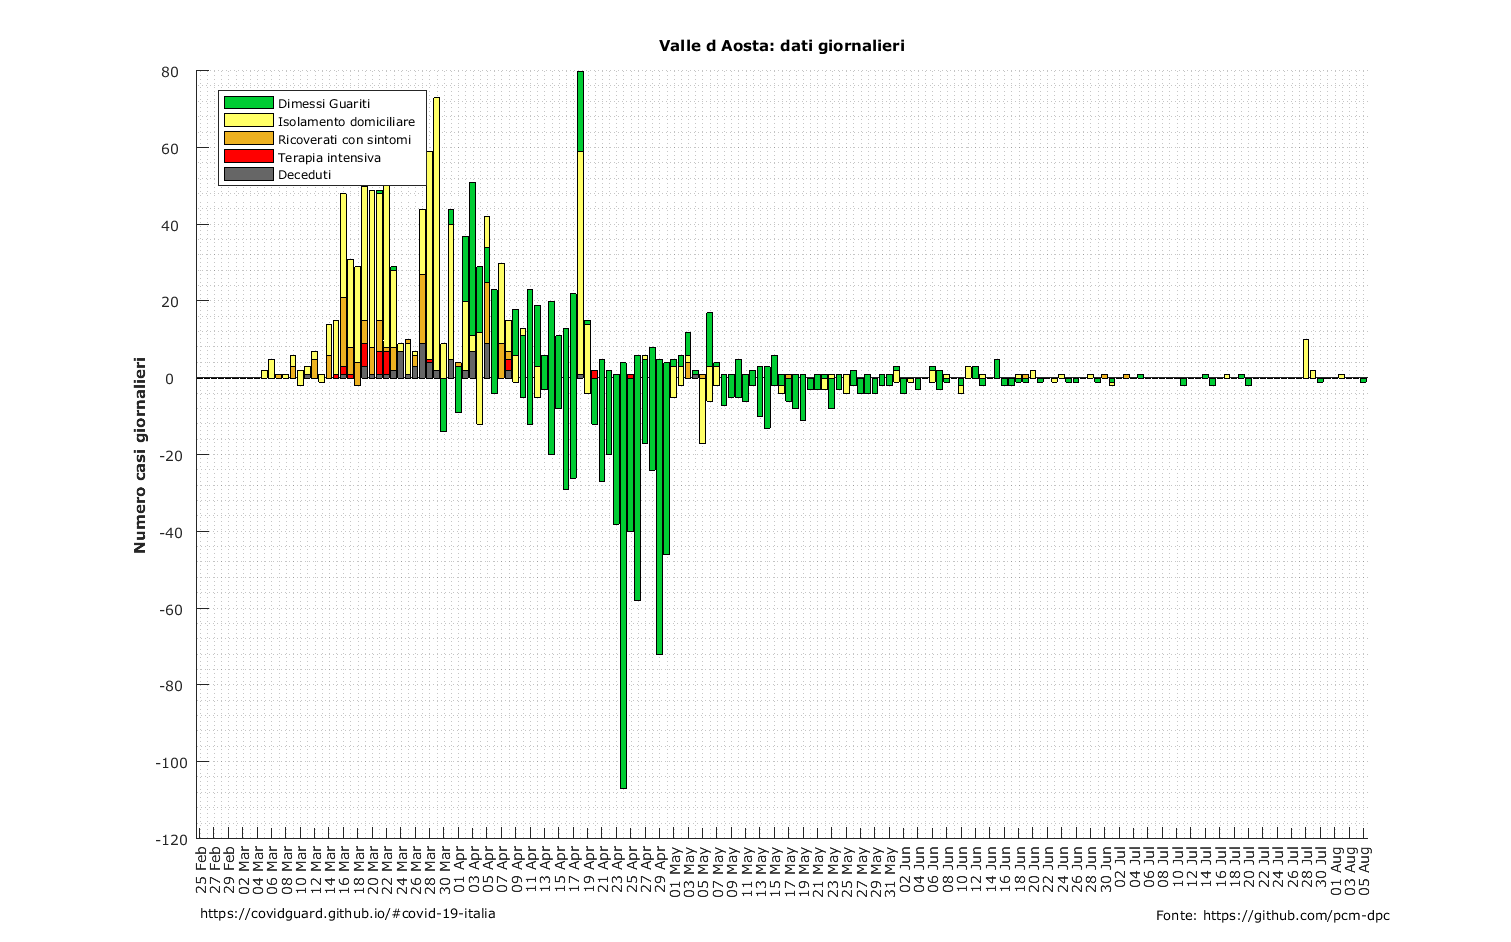 Valle d Aosta: dati giornalieri
Dimessi Guariti
Isolamento domiciliare
Ricoverati con sintomi
Terapia intensiva
Deceduti
Numero casi giornalieri
80
60
40
20
0
-20
-40
-60
-80
-100
-120
25 Feb
27 Feb
29 Feb
02 Mar
04 Mar
06 Mar
08 Mar
10 Mar
12 Mar
14 Mar
16 Mar
18 Mar
20 Mar
22 Mar
24 Mar
26 Mar
28 Mar
30 Mar
01 Apr
03 Apr
05 Apr
07 Apr
09 Apr
11 Apr
13 Apr
15 Apr
17 Apr
19 Apr
21 Apr
23 Apr
25 Apr
27 Apr
29 Apr
01 May
03 May
05 May
07 May
09 May
11 May
13 May
15 May
17 May
19 May
21 May
23 May
25 May
27 May
29 May
31 May
02 Jun
04 Jun
06 Jun
08 Jun
10 Jun
12 Jun
14 Jun
16 Jun
18 Jun
20 Jun
22 Jun
24 Jun
26 Jun
28 Jun
30 Jun
02 Jul
04 Jul
06 Jul
08 Jul
10 Jul
12 Jul
14 Jul
16 Jul
18 Jul
20 Jul
22 Jul
24 Jul
26 Jul
28 Jul
30 Jul
01 Aug
03 Aug
05 Aug
https://covidguard.github.io/#covid-19-italia
Fonte: https://github.com/pcm-dpc